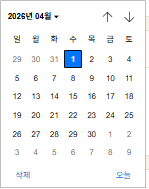 2026년 04월
일 월 화 수 목 금 토
29 30 31 1 2 3 4
5 6 7 8 9 10 11
12 13 14 15 16 17 18
19 20 21 22 23 24 25
26 27 28 29 30 1 2
3 4 5 6 7 8 9
삭제 오늘